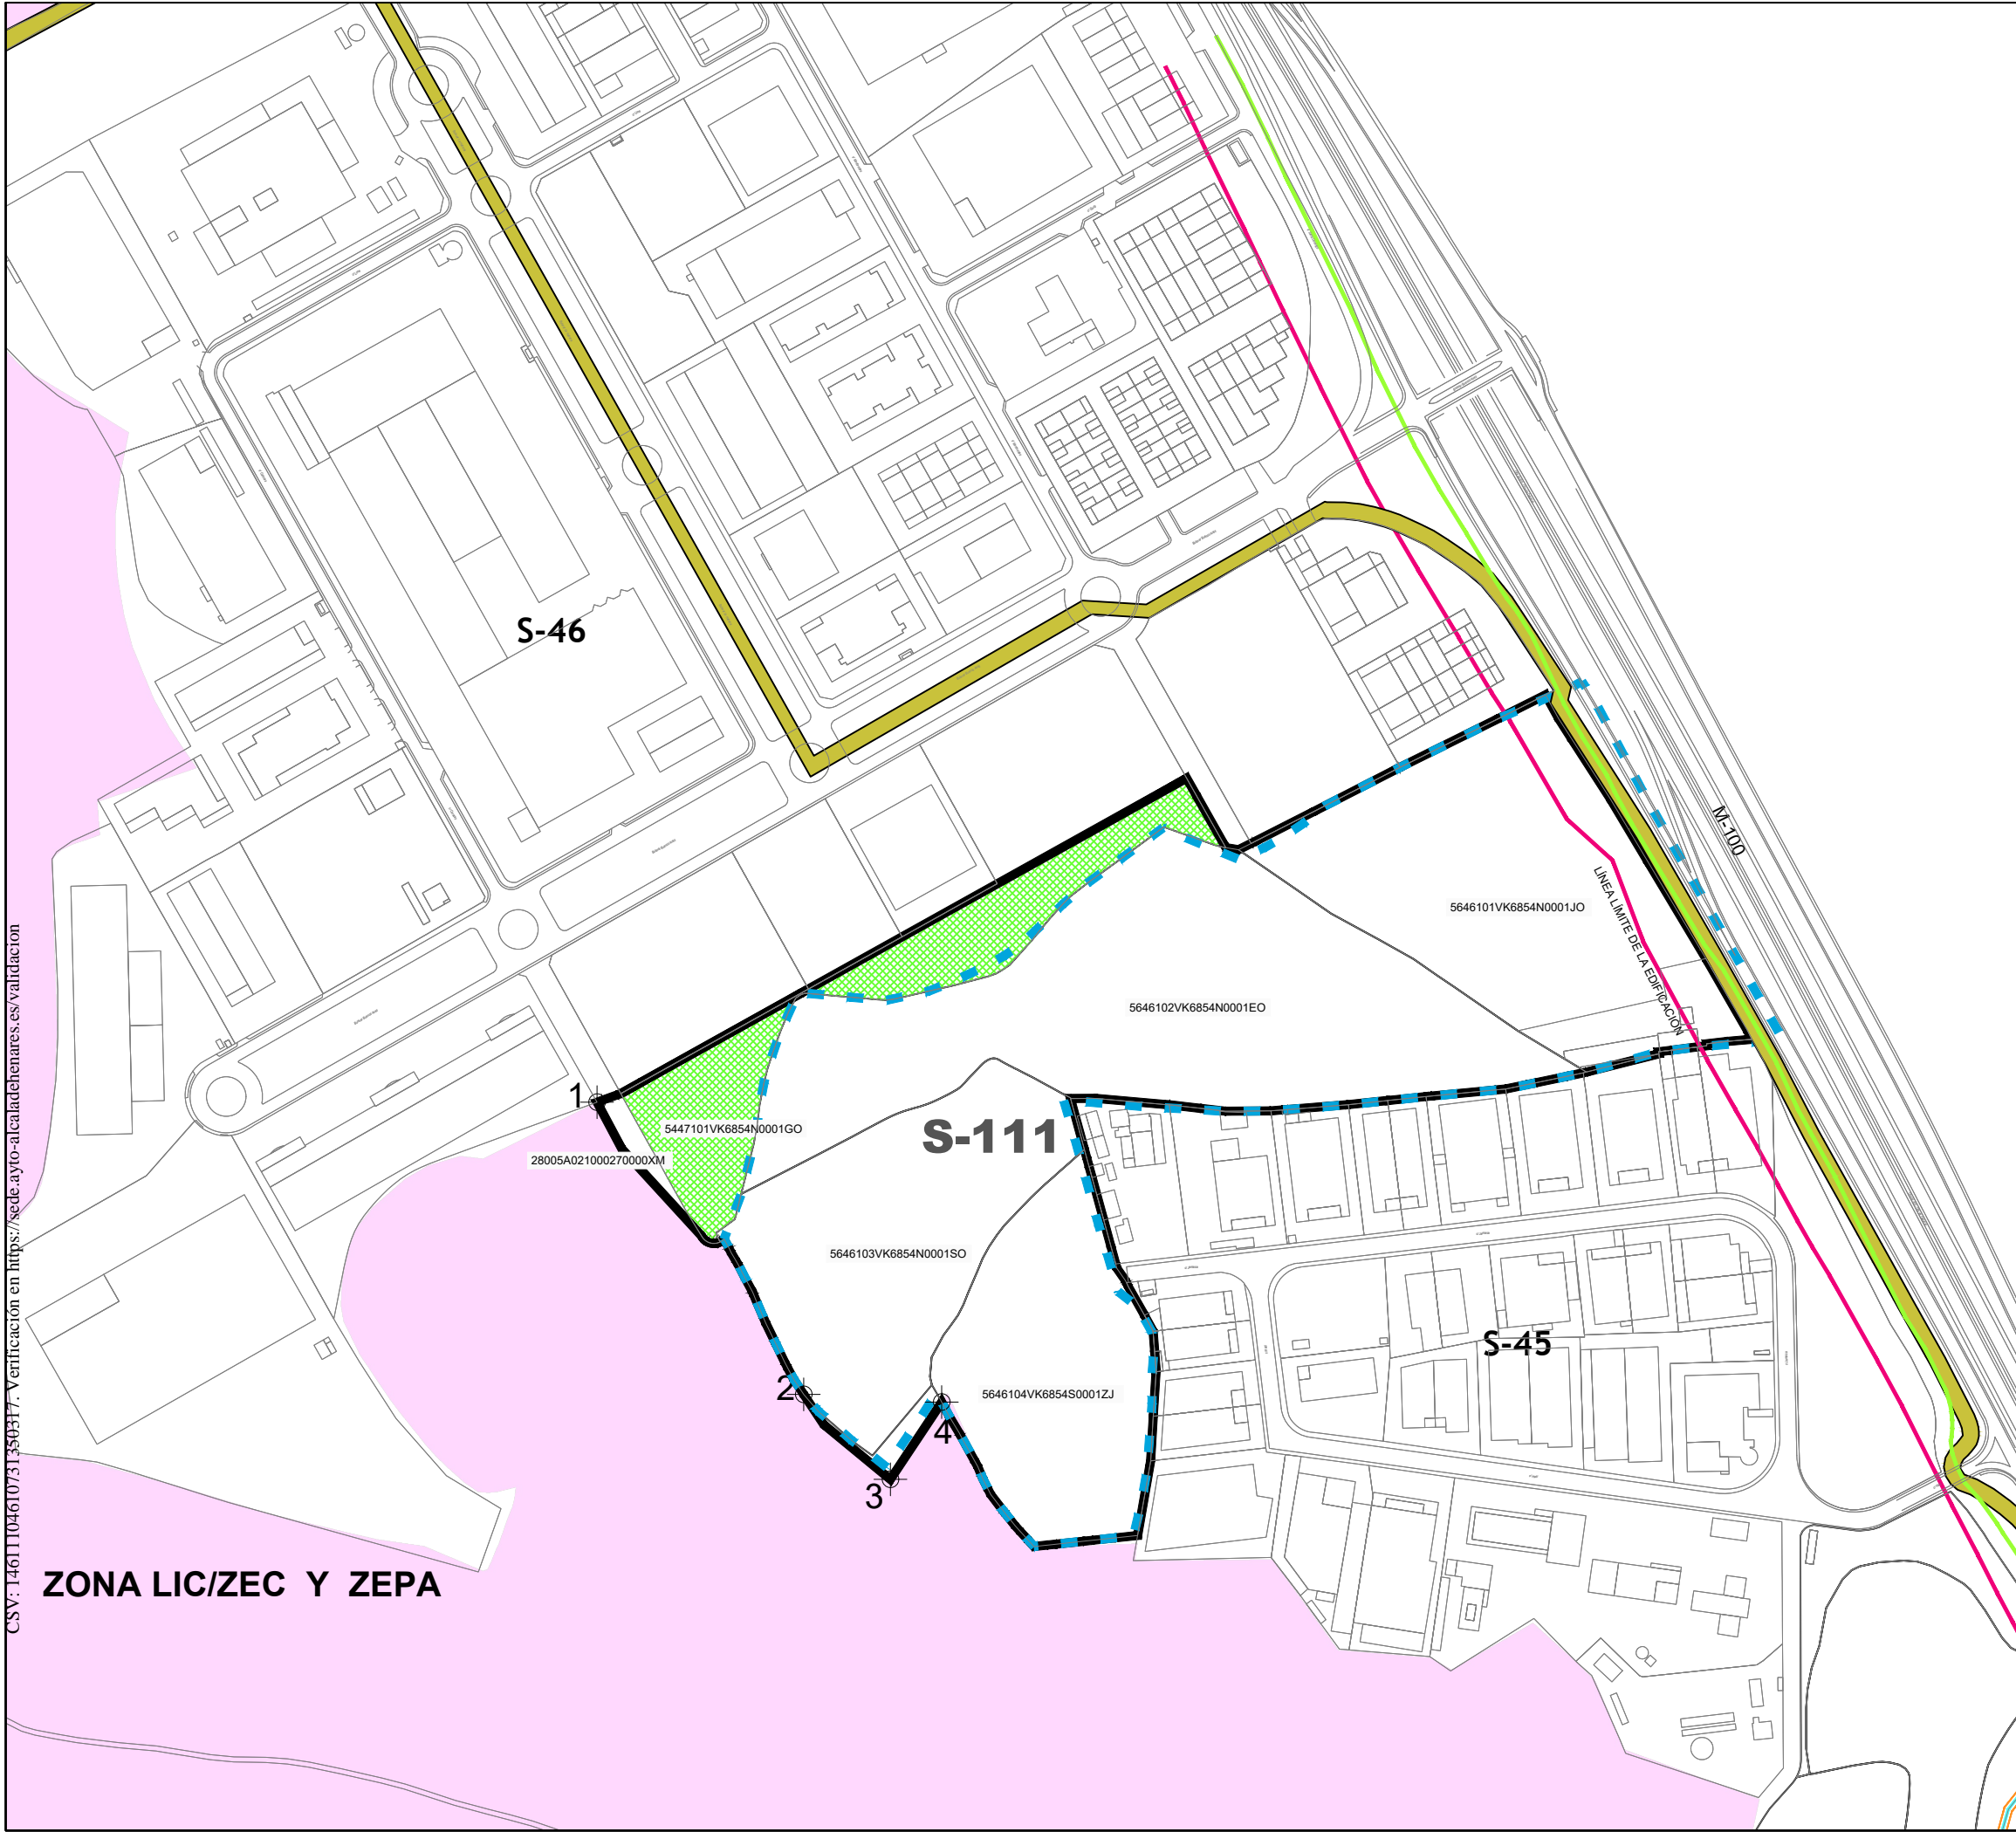 S-46
M-100
5646101VK6854N0001JO
LÍNEA LÍMITE DE LA EDIFICACIÓN
5646102VK6854N0001EO
1
5447101VK6854N0001GO
S-111
28005A021000270000XM
5646103VK6854N0001SO
S-45
2
5646104VK6854S0001ZJ
4
3
ZONA LIC/ZEC Y ZEPA
CSV: 14611104610731350317. Verificación en https://sede.ayto-alcaladehenares.es/validacion